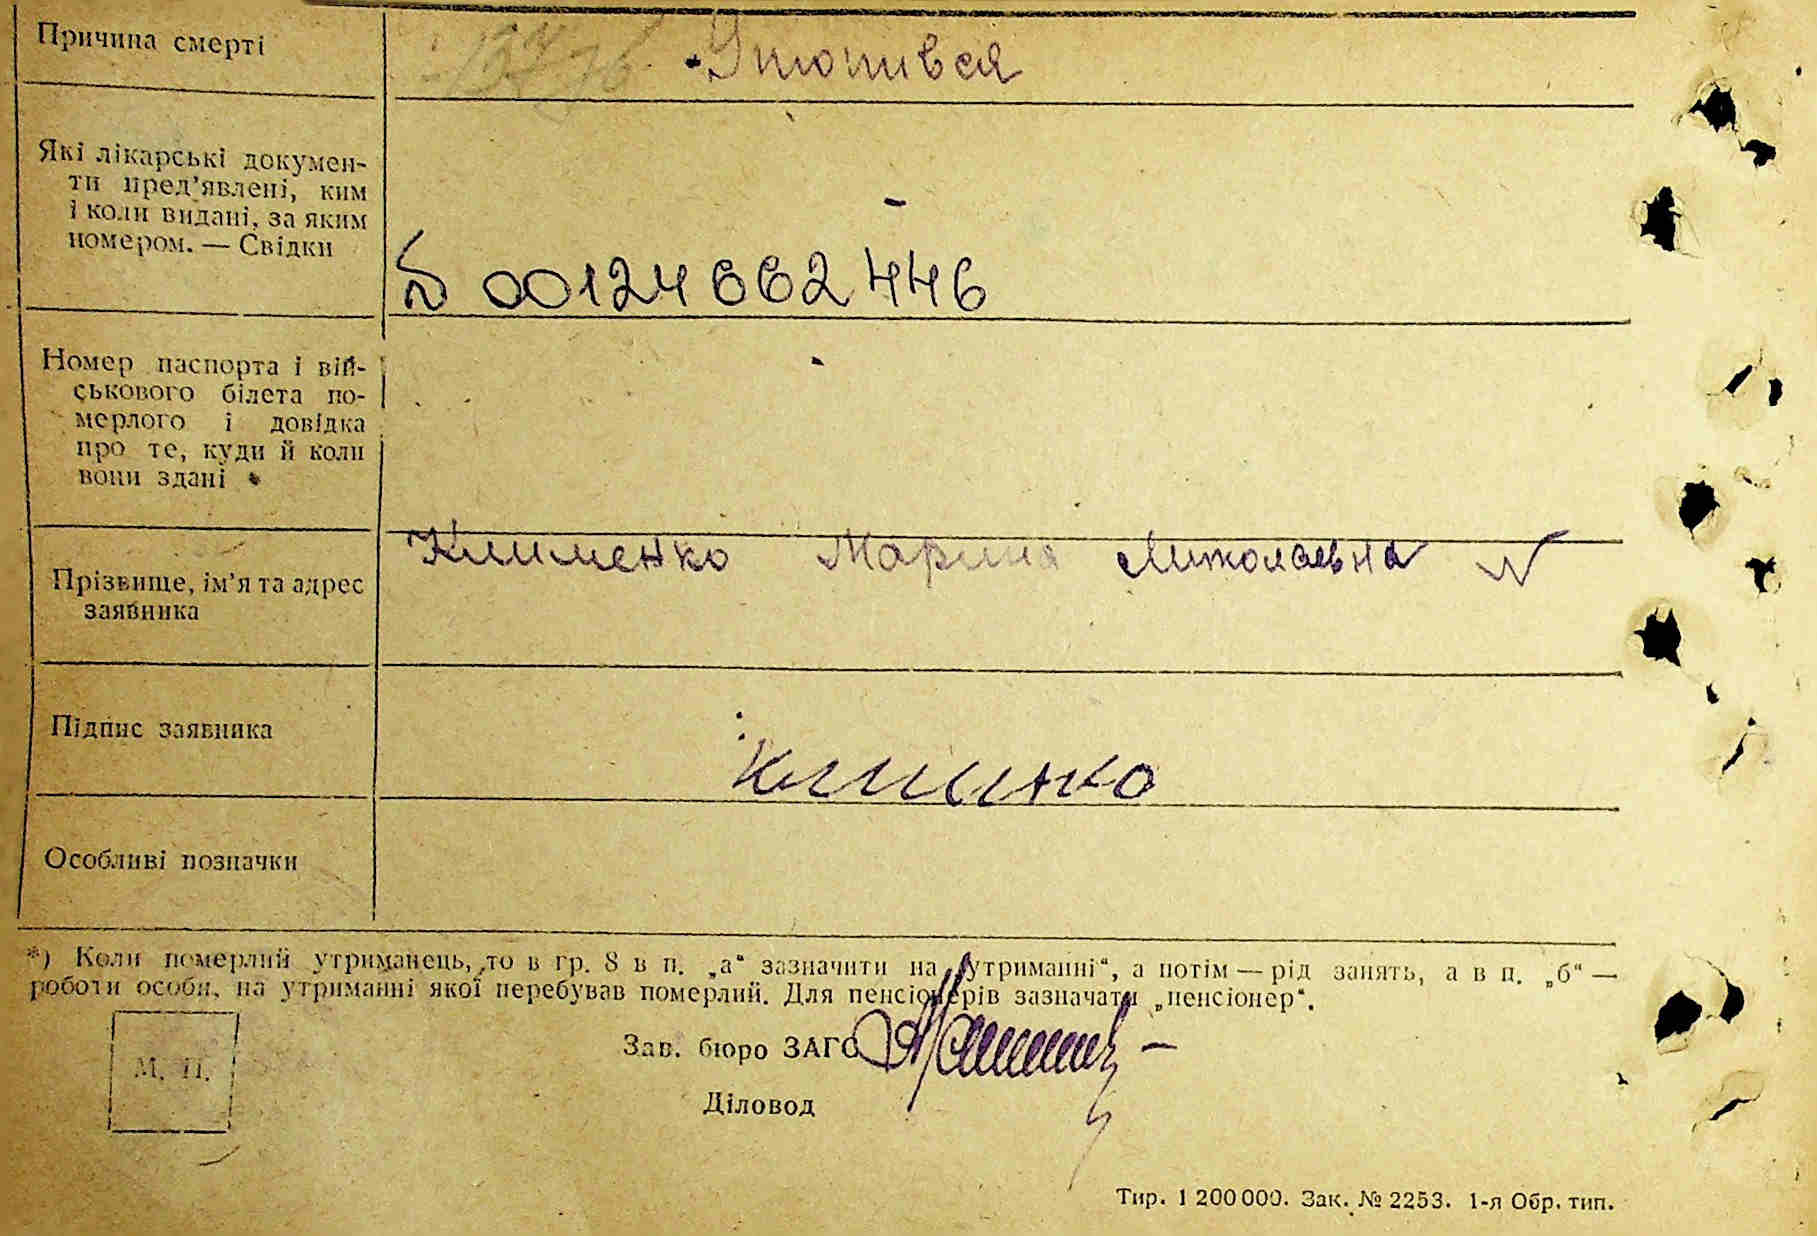 Причина смерті
Утопився
Які лікарські докумен-
ти пред’явлені, ким
і коли видані, за яким
номером. — Свідки
00124662446
Номер паспорта і вій-
ськового білета по-
мерлого і довідка
про те, куди й коли
вони здані
Прізвище, ім’я та адрес
заявника
Клименко Марина Миколаевна
Підпис заявника
Клименко
Особливі позначки
*) Коли померлий утриманець, то в гр. 8 в п. „а“ зазначити на „утриманні“, а потім — рід занять, а в п. „б“ —
роботи особи, на утриманні якої перебував померлий. Для пенсіонерів зазначати „пенсіонер“.
М. П.
Зав. бюро ЗАГС
Діловод
Тир. 1 200 000. Зак. № 2253. 1-я Обр. тип.